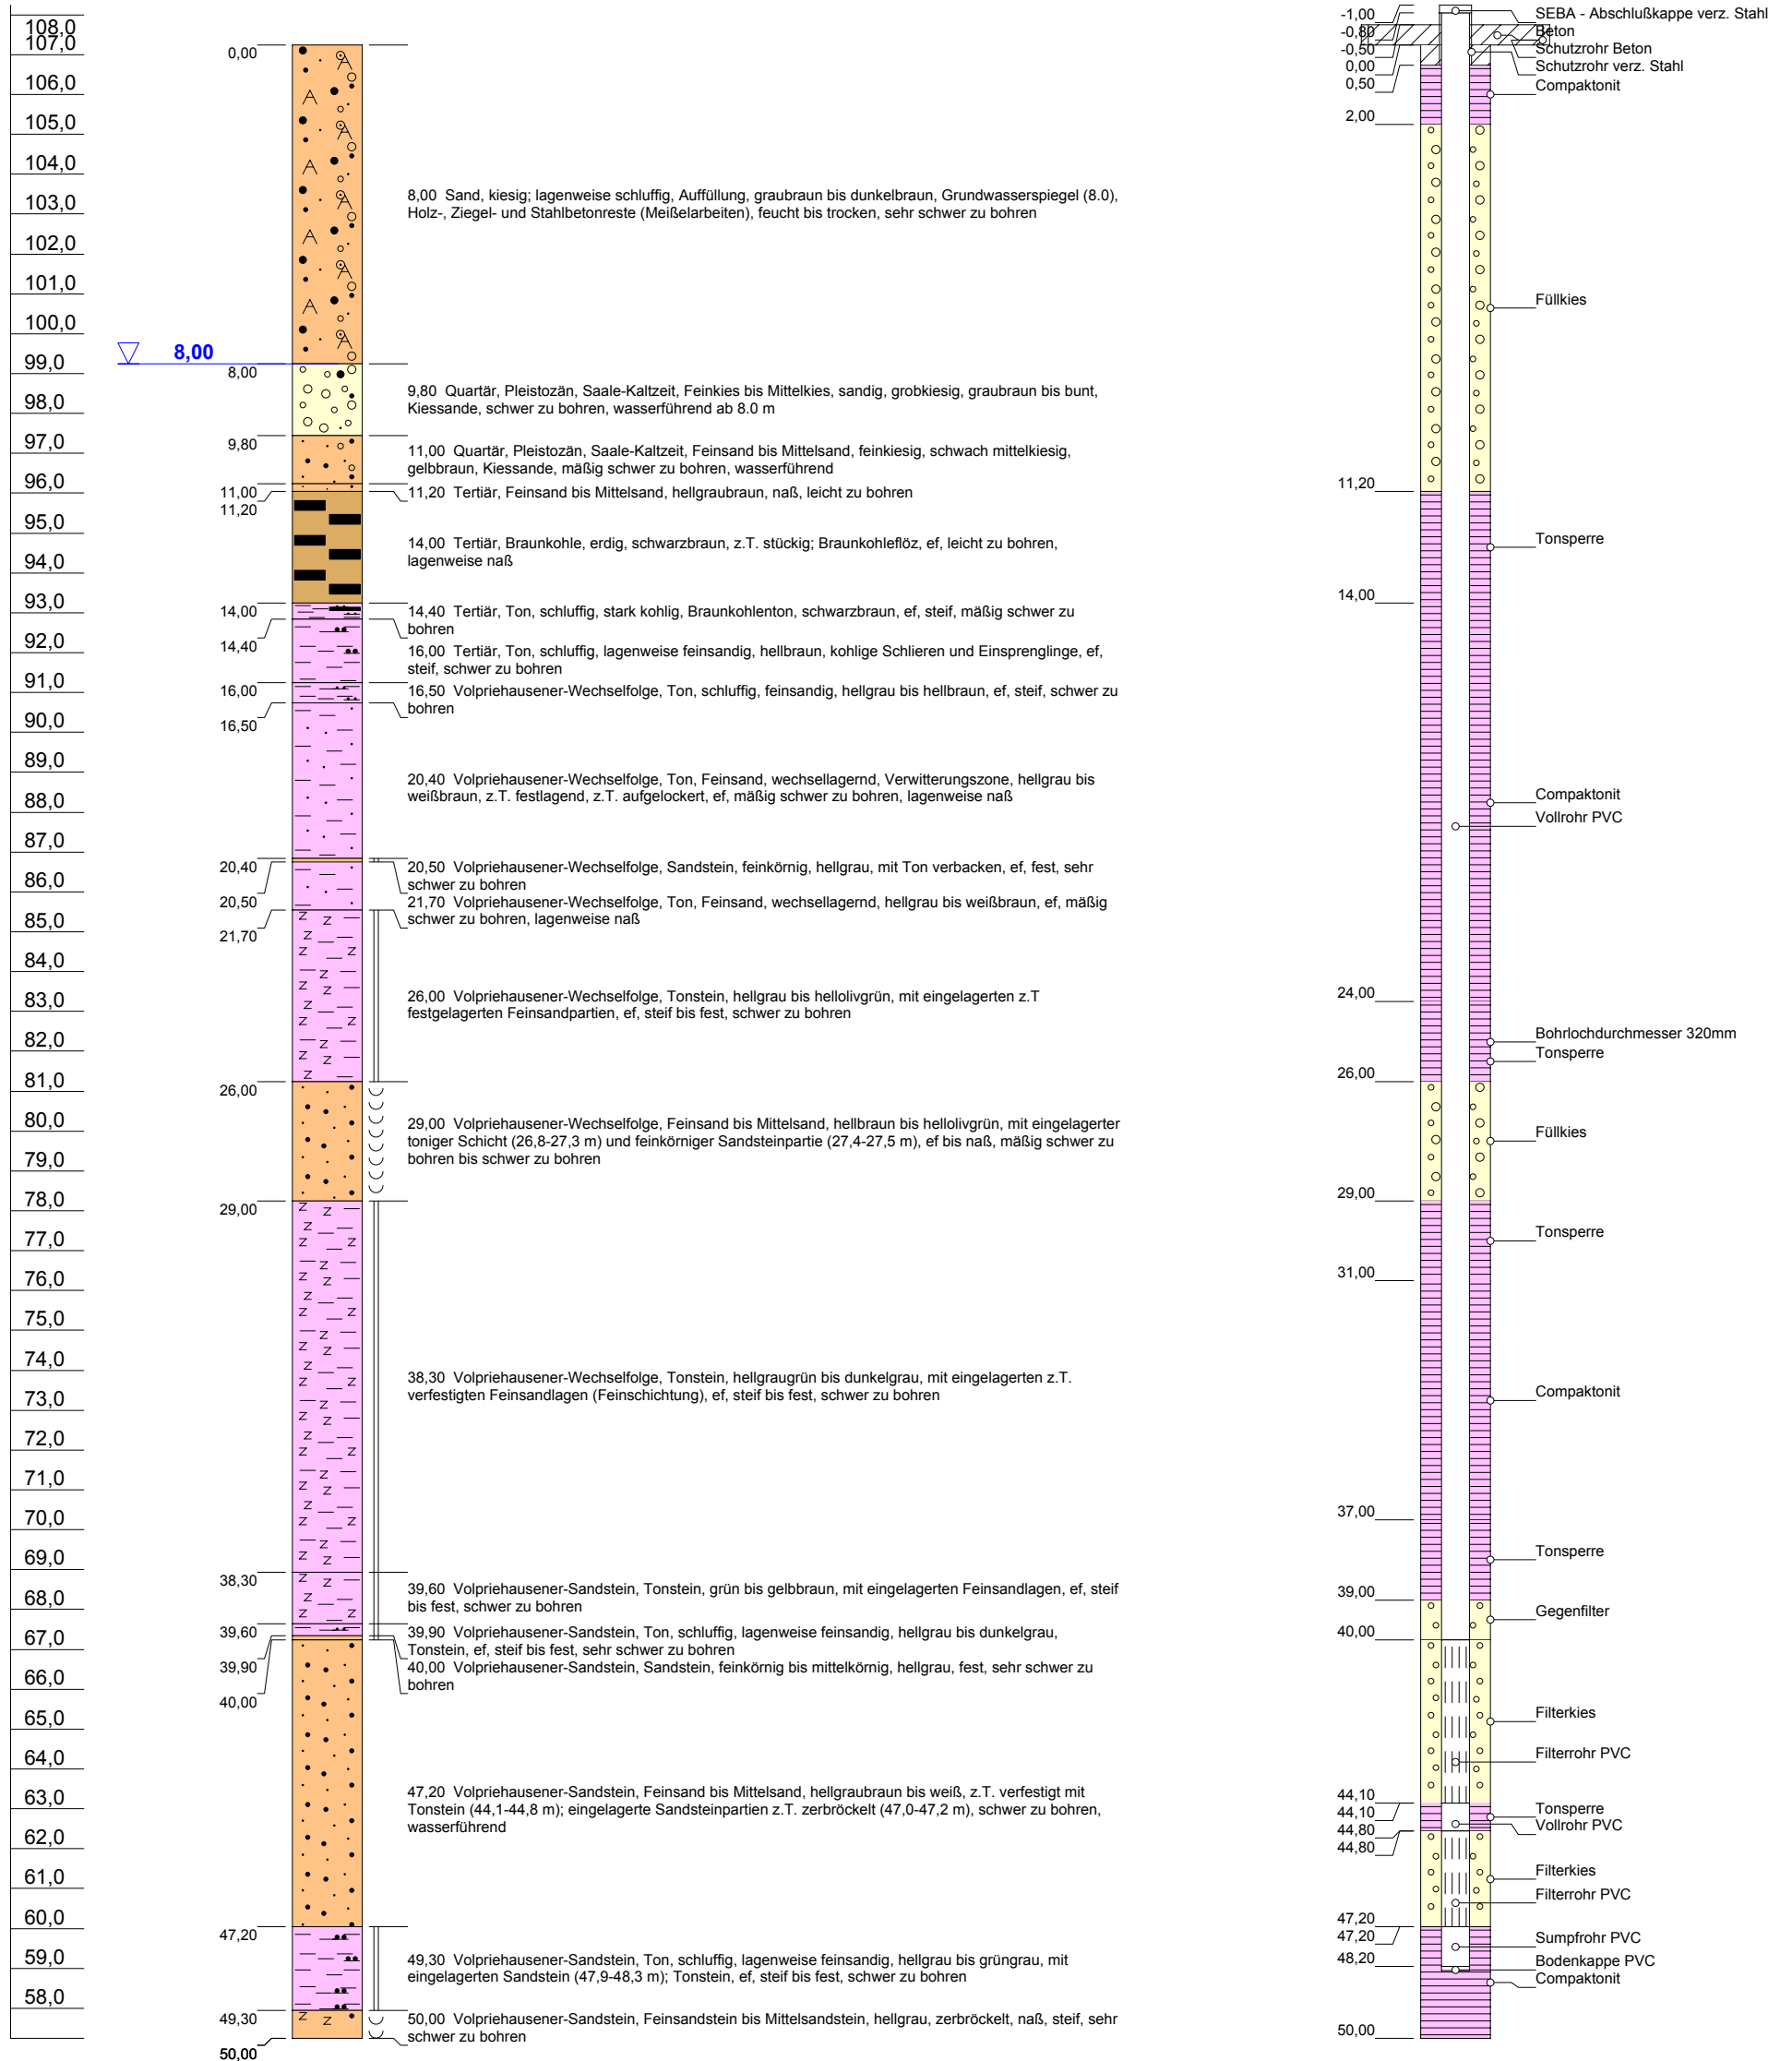 108,0
107,0
106,0
105,0
104,0
103,0
102,0
101,0
100,0
99,0
98,0
97,0
96,0
95,0
94,0
93,0
92,0
91,0
90,0
89,0
88,0
87,0
86,0
85,0
84,0
83,0
82,0
81,0
80,0
79,0
78,0
77,0
76,0
75,0
74,0
73,0
72,0
71,0
70,0
69,0
68,0
67,0
66,0
65,0
64,0
63,0
62,0
61,0
60,0
59,0
58,0
8,00
0,00
8,00
9,80
11,00
11,20
14,00
14,40
16,00
16,50
20,40
20,50
21,70
26,00
29,00
38,30
39,60
39,90
40,00
47,20
49,30
50,00
8,00 Sand, kiesig; lagenweise schluffig, Auffüllung, graubraun bis dunkelbraun, Grundwasserspiegel (8.0),
Holz-, Ziegel- und Stahlbetonreste (Meißelarbeiten), feucht bis trocken, sehr schwer zu bohren
9,80 Quartär, Pleistozän, Saale-Kaltzeit, Feinkies bis Mittelkies, sandig, grobkiesig, graubraun bis bunt,
Kiessande, schwer zu bohren, wasserführend ab 8.0 m
11,00 Quartär, Pleistozän, Saale-Kaltzeit, Feinsand bis Mittelsand, feinkiesig, schwach mittelkiesig,
gelbbraun, Kiessande, mäßig schwer zu bohren, wasserführend
11,20 Tertiär, Feinsand bis Mittelsand, hellgraubraun, naß, leicht zu bohren
14,00 Tertiär, Braunkohle, erdig, schwarzbraun, z.T. stückig; Braunkohleflöz, ef, leicht zu bohren,
lagenweise naß
14,40 Tertiär, Ton, schluffig, stark kohlig, Braunkohlenton, schwarzbraun, ef, steif, mäßig schwer zu
bohren
16,00 Tertiär, Ton, schluffig, lagenweise feinsandig, hellbraun, kohlige Schlieren und Einsprenglinge, ef,
steif, schwer zu bohren
16,50 Volpriehausener-Wechselfolge, Ton, schluffig, feinsandig, hellgrau bis hellbraun, ef, steif, schwer zu
bohren
20,40 Volpriehausener-Wechselfolge, Ton, Feinsand, wechsellagernd, Verwitterungszone, hellgrau bis
weißbraun, z.T. festlagend, z.T. aufgelockert, ef, mäßig schwer zu bohren, lagenweise naß
20,50 Volpriehausener-Wechselfolge, Sandstein, feinkörnig, hellgrau, mit Ton verbacken, ef, fest, sehr
schwer zu bohren
21,70 Volpriehausener-Wechselfolge, Ton, Feinsand, wechsellagernd, hellgrau bis weißbraun, ef, mäßig
schwer zu bohren, lagenweise naß
26,00 Volpriehausener-Wechselfolge, Tonstein, hellgrau bis hellolivgrün, mit eingelagerten z.T
festgelagerten Feinsandpartien, ef, steif bis fest, schwer zu bohren
29,00 Volpriehausener-Wechselfolge, Feinsand bis Mittelsand, hellbraun bis hellolivgrün, mit eingelagerter
toniger Schicht (26,8-27,3 m) und feinkörniger Sandsteinpartie (27,4-27,5 m), ef bis naß, mäßig schwer zu
bohren bis schwer zu bohren
38,30 Volpriehausener-Wechselfolge, Tonstein, hellgraugrün bis dunkelgrau, mit eingelagerten z.T.
verfestigten Feinsandlagen (Feinschichtung), ef, steif bis fest, schwer zu bohren
39,60 Volpriehausener-Sandstein, Tonstein, grün bis gelbbraun, mit eingelagerten Feinsandlagen, ef, steif
bis fest, schwer zu bohren
39,90 Volpriehausener-Sandstein, Ton, schluffig, lagenweise feinsandig, hellgrau bis dunkelgrau,
Tonstein, ef, steif bis fest, sehr schwer zu bohren
40,00 Volpriehausener-Sandstein, Sandstein, feinkörnig bis mittelkörnig, hellgrau, fest, sehr schwer zu
bohren
47,20 Volpriehausener-Sandstein, Feinsand bis Mittelsand, hellgraubraun bis weiß, z.T. verfestigt mit
Tonstein (44,1-44,8 m); eingelagerte Sandsteinpartien z.T. zerbröckelt (47,0-47,2 m), schwer zu bohren,
wasserführend
49,30 Volpriehausener-Sandstein, Ton, schluffig, lagenweise feinsandig, hellgrau bis grüngrau, mit
eingelagerten Sandstein (47,9-48,3 m); Tonstein, ef, steif bis fest, schwer zu bohren
50,00 Volpriehausener-Sandstein, Feinsandstein bis Mittelsandstein, hellgrau, zerbröckelt, naß, steif, sehr
schwer zu bohren
-1,00
-0,80
-0,50
0,00
0,50
2,00
11,20
14,00
24,00
26,00
29,00
31,00
37,00
39,00
40,00
44,10
44,10
44,80
44,80
47,20
47,20
48,20
50,00
SEBA - Abschlußkappe verz. Stahl
Beton
Schutzrohr Beton
Schutzrohr verz. Stahl
Compaktonit
Füllkies
Tonsperre
Compaktonit
Vollrohr PVC
Bohrlochdurchmesser 320mm
Tonsperre
Füllkies
Tonsperre
Compaktonit
Tonsperre
Gegenfilter
Filterkies
Filterrohr PVC
Tonsperre
Vollrohr PVC
Filterkies
Filterrohr PVC
Sumpfrohr PVC
Bodenkappe PVC
Compaktonit